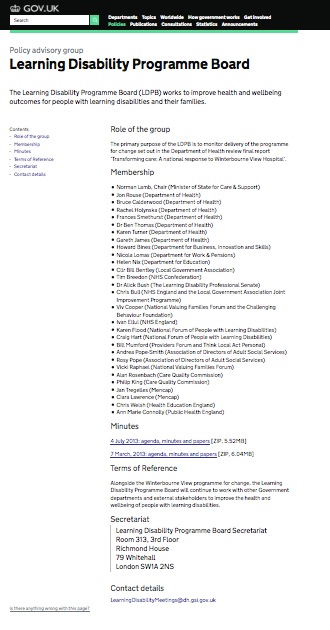 GOV.UK
Search
Departments Topics Worldwide How government works Get involved
Policies Publications Consultations Statistics Announcements
Policy advisory group
Learning Disability Programme Board
The Learning Disability Programme Board (LDPB) works to improve health and wellbeing
outcomes for people with learning disabilities and their families.
Contents
- Role of the group
- Membership
- Minutes
- Terms of Reference
- Secretariat
- Contact details
Role of the group
The primary purpose of the LDPB is to monitor delivery of the programme
for change set out in the Department of Health review final report
'Transforming care: A national response to Winterbourne View Hospital'.
Membership
• Norman Lamb, Chair (Minister of State for Care & Support)
• Jon Rouse (Department of Health)
• Bruce Calderwood (Department of Health)
• Rachel Holynska (Department of Health)
• Frances Smethurst (Department of Health)
• Dr Ben Thomas (Department of Health)
• Karen Turner (Department of Health)
• Gareth James (Department of Health)
• Howard Bines (Department for Business, Innovation and Skills)
• Nicola Lomas (Department for Work & Pensions)
• Helen Nix (Department for Education)
• Cllr Bill Bentley (Local Government Association)
• Tim Breedon (NHS Confederation)
• Dr Alick Bush (The Learning Disability Professional Senate)
• Chris Bull (NHS England and the Local Government Association Joint
Improvement Programme)
• Viv Cooper (National Valuing Families Forum and the Challenging
Behaviour Foundation)
• Ivan Ellul (NHS England)
• Karen Flood (National Forum of People with Learning Disabilities)
• Craig Hart (National Forum of People with Learning Disabilities)
• Bill Mumford (Providers Forum and Think Local Act Personal)
• Andrea Pope-Smith (Association of Directors of Adult Social Services)
• Rosy Pope (Association of Directors of Adult Social Services)
• Vicki Raphael (National Valuing Families Forum)
• Alan Rosenbach (Care Quality Commission)
• Philip King (Care Quality Commission)
• Jan Tregelles (Mencap)
• Ciara Lawrence (Mencap)
• Chris Welsh (Health Education England)
• Ann Marie Connolly (Public Health England)
Minutes
4 July 2013: agenda, minutes and papers [ZIP, 5.52MB]
7 March, 2013: agenda, minutes and papers [ZIP, 6.04MB]
Terms of Reference
Alongside the Winterbourne View programme for change, the Learning
Disability Programme Board will continue to work with other Government
departments and external stakeholders to improve the health and
wellbeing of people with learning disabilities.
Secretariat
Learning Disability Programme Board Secretariat
Room 313, 3rd Floor
Richmond House
79 Whitehall
London SW1A 2NS
Contact details
LearningDisabilityMeetings@dh.gsi.gov.uk
Is there anything wrong with this page?